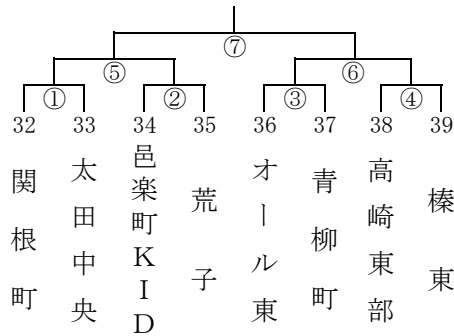 ⑦
⑤ ⑥
① ② ③ ④
32 33 34 35 36 37 38 39
関根町
太田中央
邑楽町KID
荒子
オール東
青柳町
高崎東部
榛東